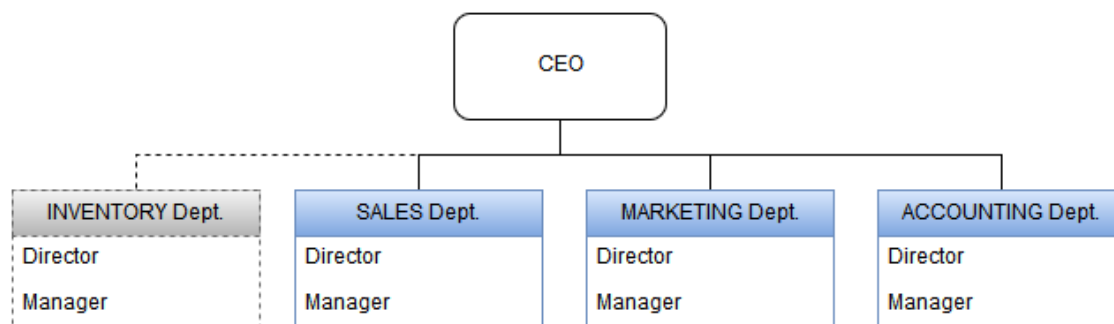 CEO
INVENTORY Dept.
Director
Manager
SALES Dept.
Director
Manager
MARKETING Dept.
Director
Manager
ACCOUNTING Dept.
Director
Manager